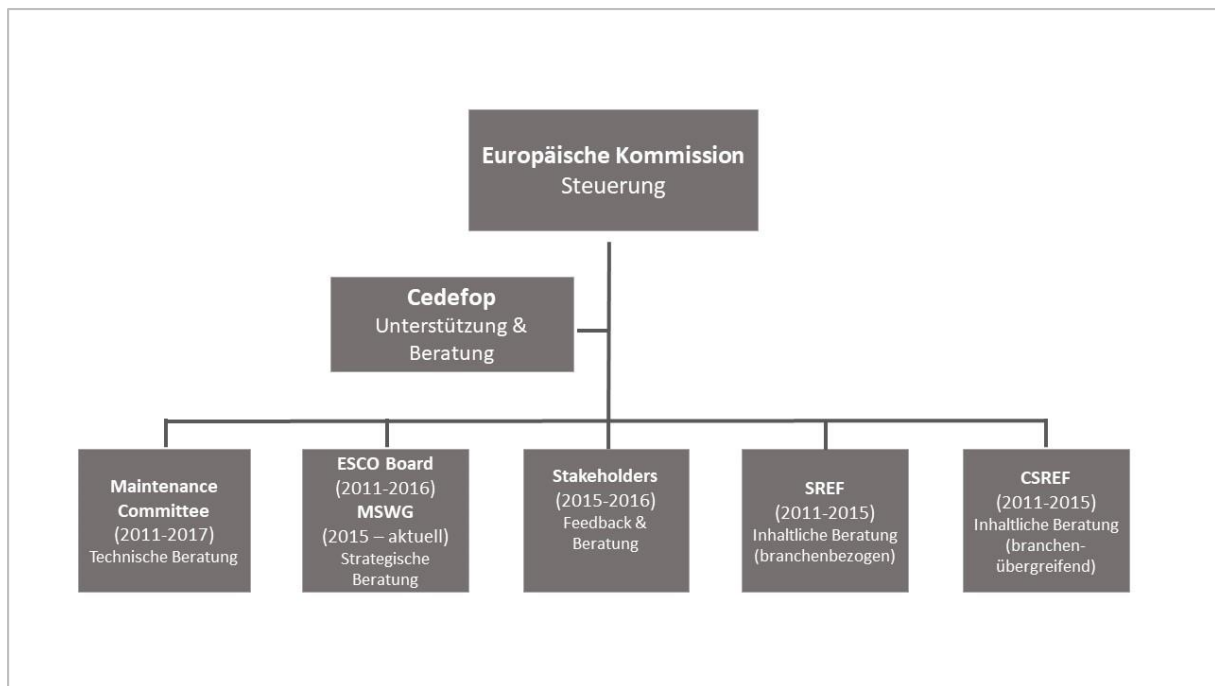 Europäische Kommission
Steuerung
Cedefop
Unterstützung &
Beratung
Maintenance
Committee
(2011-2017)
Technische Beratung
ESCO Board
(2011-2016)
MSWG
(2015 – aktuell)
Strategische
Beratung
Stakeholders
(2015-2016)
Feedback &
Beratung
SREF
(2011-2015)
Inhaltliche Beratung
(branchenbezogen)
CSREF
(2011-2015)
Inhaltliche Beratung
(branchen-
übergreifend)